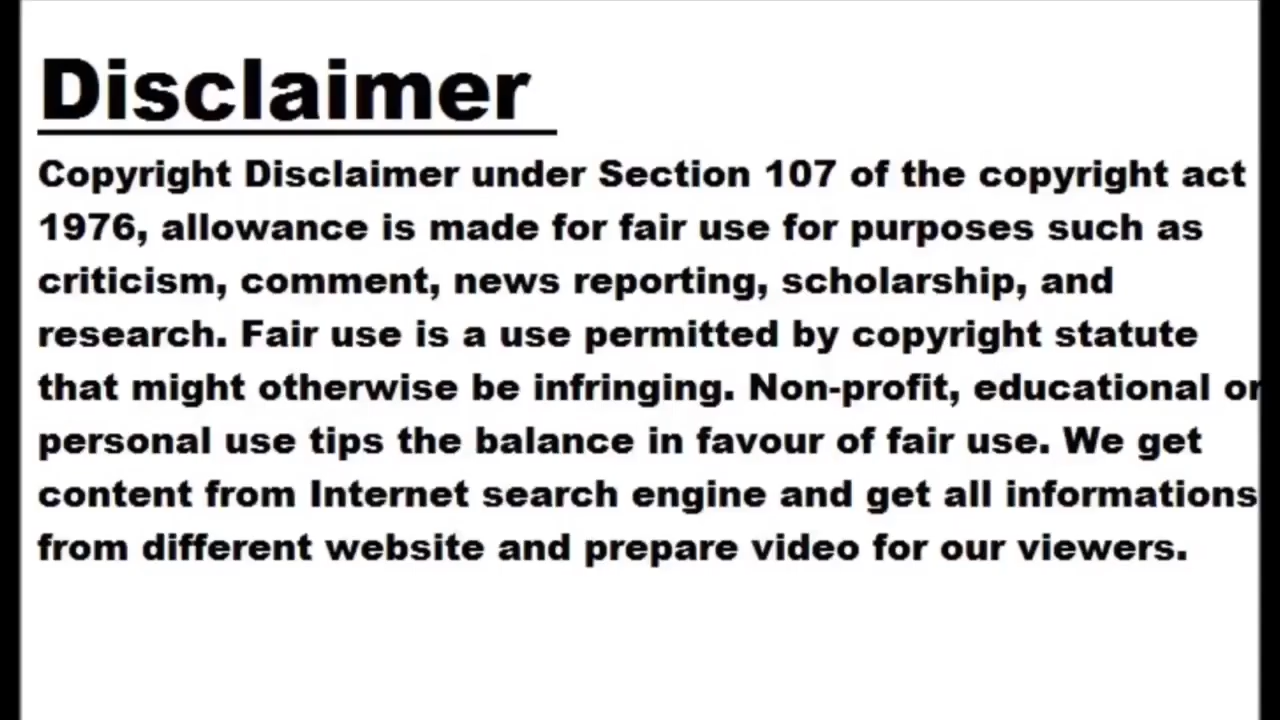 Disclaimer
Copyright Disclaimer under Section 107 of the copyright act
1976, allowance is made for fair use for purposes such as
criticism, comment, news reporting, scholarship, and
research. Fair use is a use permitted by copyright statute
that might otherwise be infringing. Non-profit, educational or
personal use tips the balance in favour of fair use. We get
content from Internet search engine and get all informations
from different website and prepare video for our viewers.